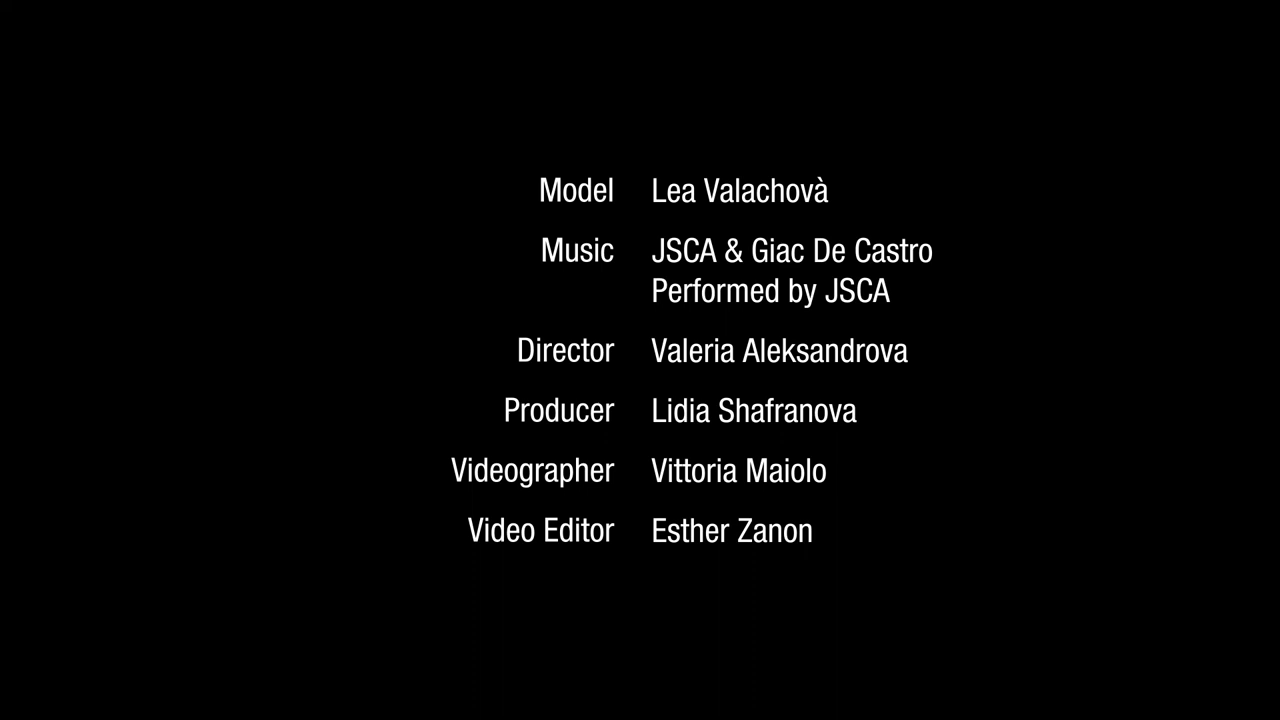 Model Lea Valachovà
Music JSCA & Giac De Castro
Performed by JSCA
Director Valeria Aleksandrova
Producer Lidia Shafranova
Videographer Vittoria Maiolo
Video Editor Esther Zanon